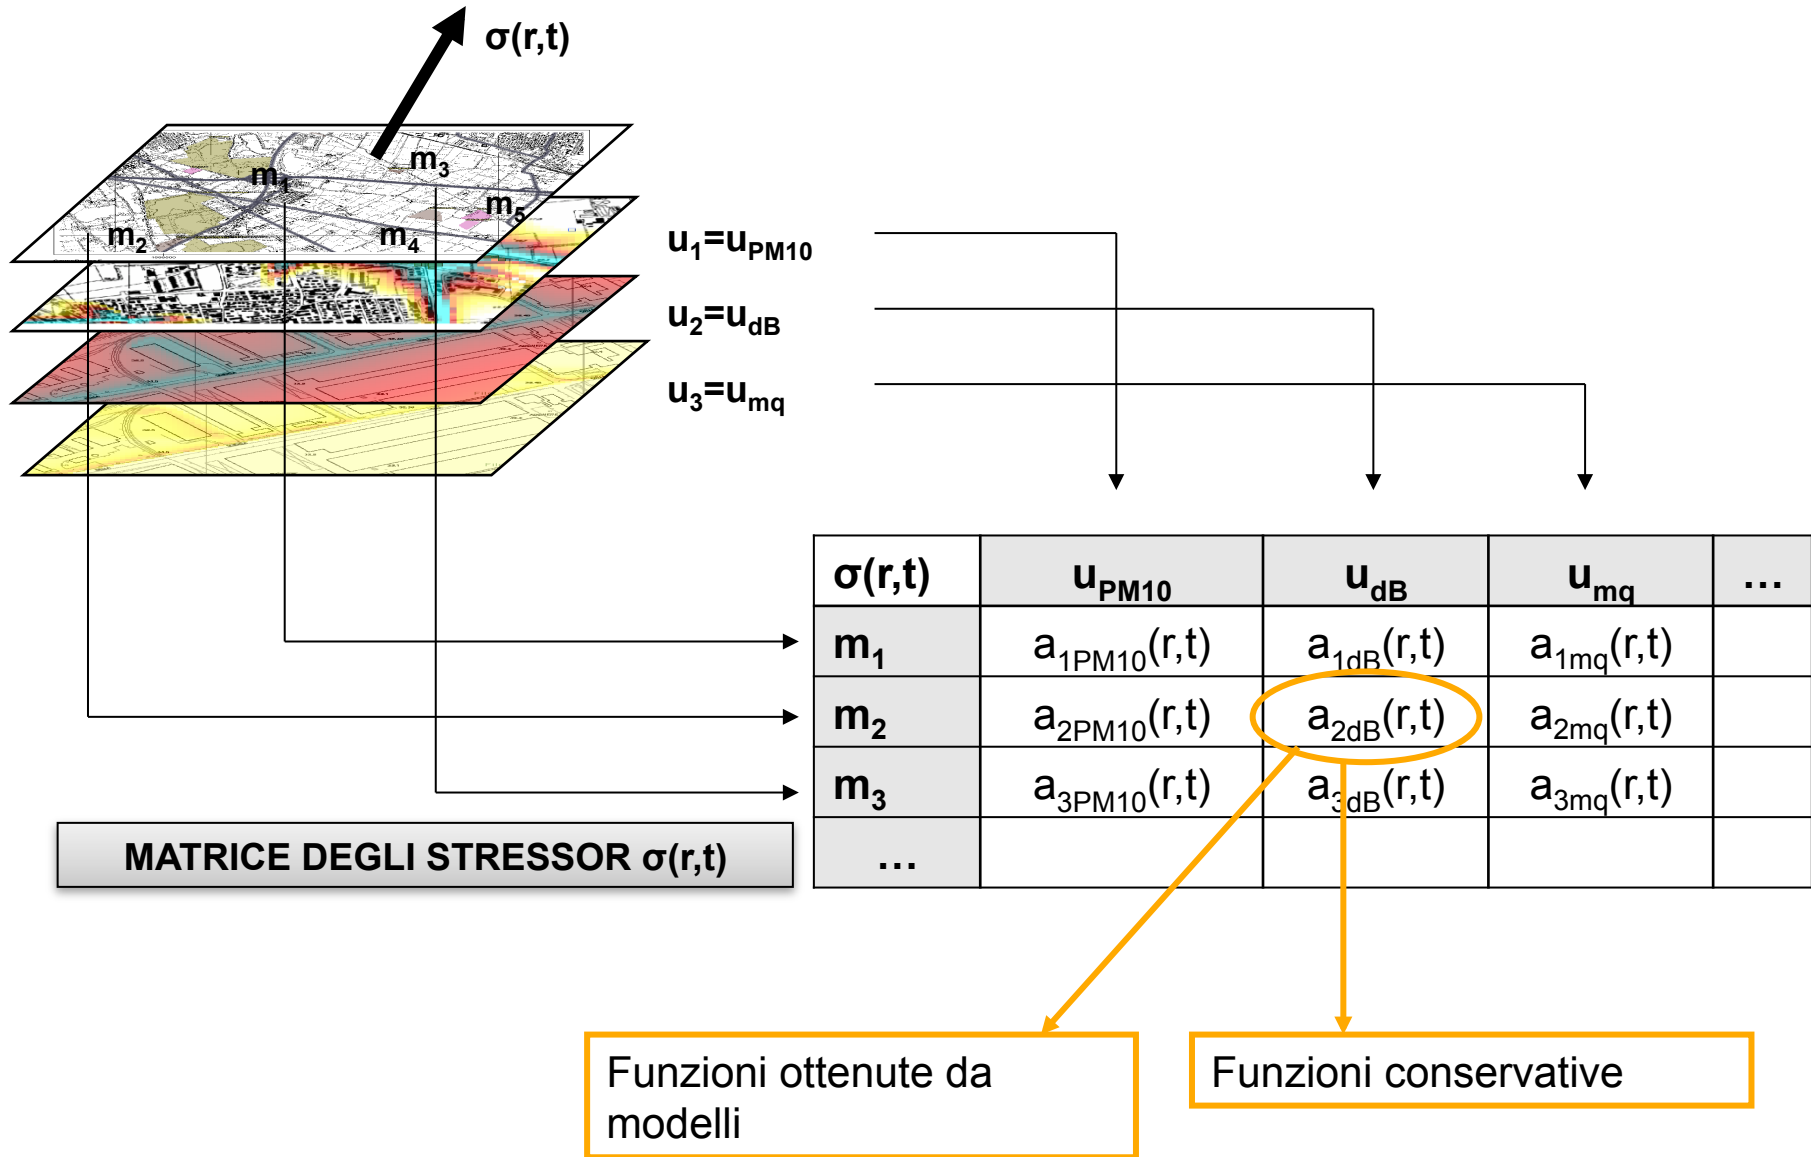 σ(r,t)
m3
m1
m5
m2
m4
u1=uPM10
u2=udB
u3=umq
σ(r,t) uPM10 udB umq ...
m1 a1PM10(r,t) a1dB(r,t) a1mq(r,t)
m2 a2PM10(r,t) a2dB(r,t) a2mq(r,t)
m3 a3PM10(r,t) a3dB(r,t) a3mq(r,t)
...
MATRICE DEGLI STRESSOR σ(r,t)
Funzioni ottenute da
modelli
Funzioni conservative